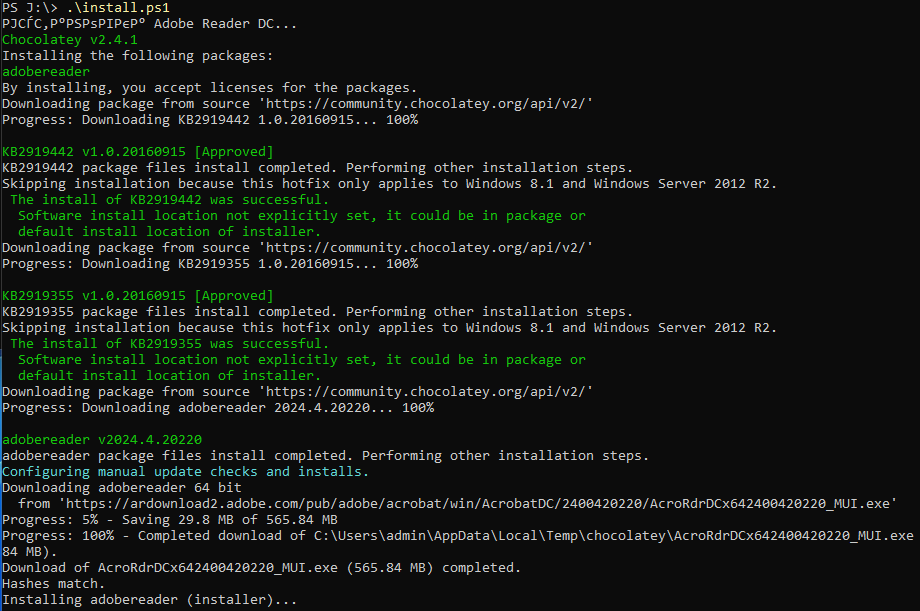 PS J:\> .\install.ps1
РЈСЃС‚Р°РЅРѕРІРєР° Adobe Reader DC...
Chocolatey v2.4.1
Installing the following packages:
adobereader
By installing, you accept licenses for the packages.
Downloading package from source 'https://community.chocolatey.org/api/v2/'
Progress: Downloading KB2919442 1.0.20160915... 100%
KB2919442 v1.0.20160915 [Approved]
KB2919442 package files install completed. Performing other installation steps.
Skipping installation because this hotfix only applies to Windows 8.1 and Windows Server 2012 R2.
The install of KB2919442 was successful.
Software install location not explicitly set, it could be in package or
default install location of installer.
Downloading package from source 'https://community.chocolatey.org/api/v2/'
Progress: Downloading KB2919355 1.0.20160915... 100%
KB2919355 v1.0.20160915 [Approved]
KB2919355 package files install completed. Performing other installation steps.
Skipping installation because this hotfix only applies to Windows 8.1 and Windows Server 2012 R2.
The install of KB2919355 was successful.
Software install location not explicitly set, it could be in package or
default install location of installer.
Downloading package from source 'https://community.chocolatey.org/api/v2/'
Progress: Downloading adobereader 2024.4.20220... 100%
adobereader v2024.4.20220
adobereader package files install completed. Performing other installation steps.
Configuring manual update checks and installs.
Downloading adobereader 64 bit
from 'https://ardownload2.adobe.com/pub/adobe/acrobat/win/AcrobatDC/2400420220/AcroRdrDCx642400420220_MUI.exe'
Progress: 5% - Saving 29.8 MB of 565.84 MB
Progress: 100% - Completed download of C:\Users\admin\AppData\Local\Temp\chocolatey\AcroRdrDCx642400420220_MUI.exe
84 MB).
Download of AcroRdrDCx642400420220_MUI.exe (565.84 MB) completed.
Hashes match.
Installing adobereader (installer)...